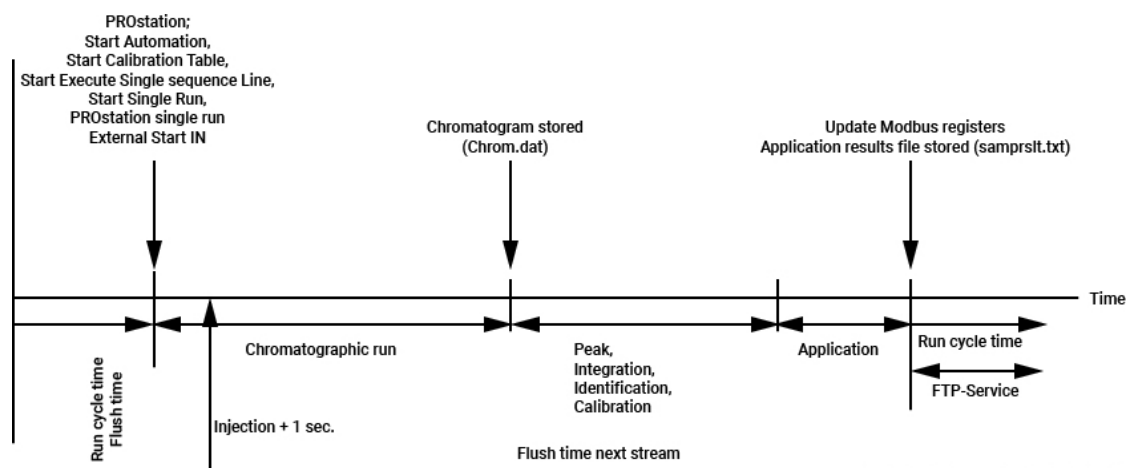 PROstation;
Start Automation,
Start Calibration Table,
Start Execute Single sequence Line,
Start Single Run,
PROstation single run
External Start IN
Chromatogram stored
(Chrom.dat)
Update Modbus registers
Application results file stored (samprslt.txt)
Time
Run cycle time
Flush time
Chromatographic run
Injection + 1 sec.
Peak,
Integration,
Identification,
Calibration
Application
Run cycle time
FTP-Service
Flush time next stream